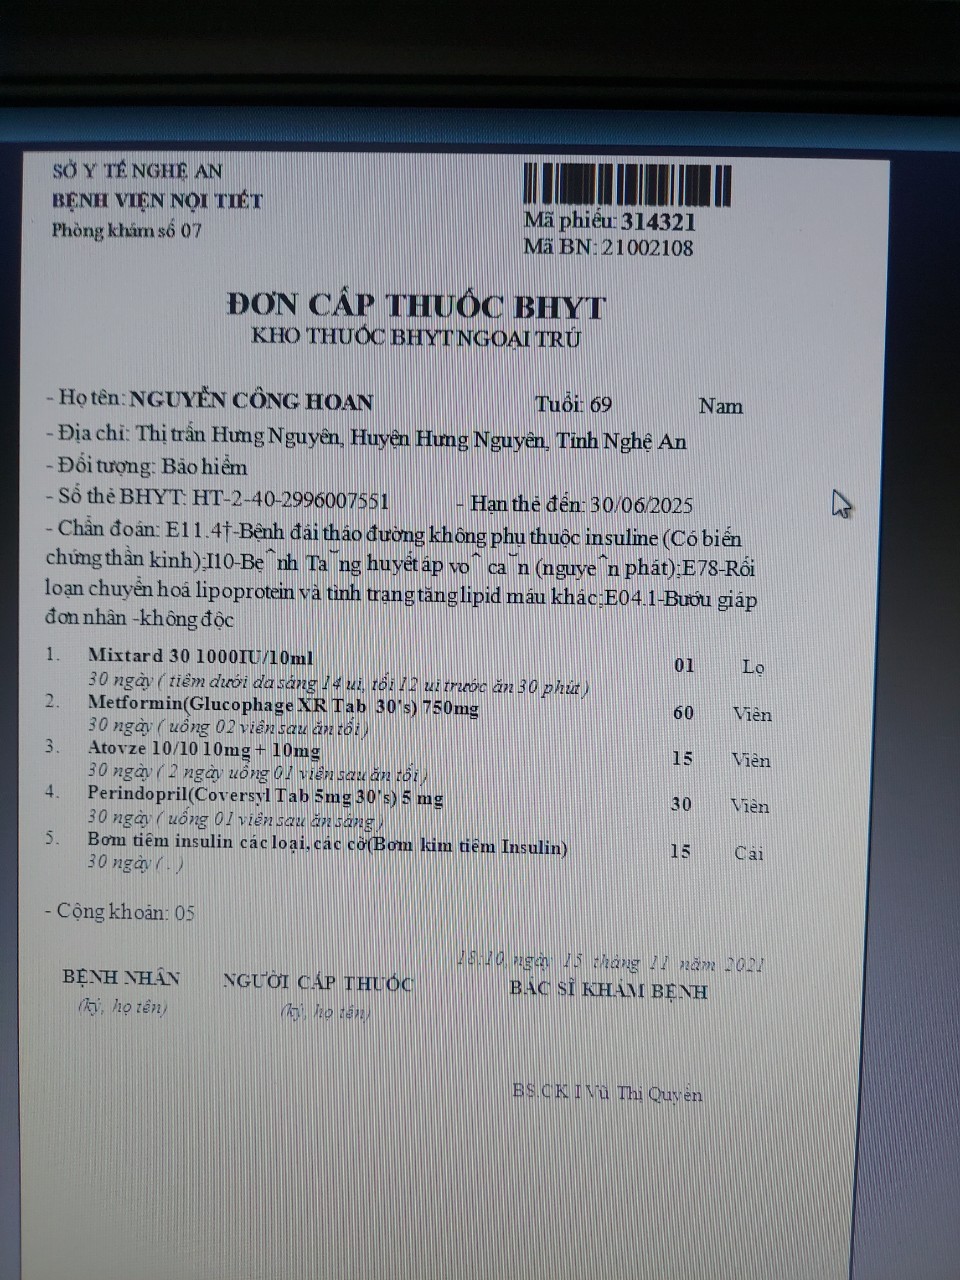 SỞ Y TẾ NGHỆ AN
BỆNH VIỆN NỘI TIẾT
Phòng khám số 07
Mã phiếu: 314321
Mã BN: 21002108
ĐƠN CẤP THUỐC BHYT
KHO THUỐC BHYT NGOẠI TRÚ
- Họ tên: NGUYỄN CÔNG HOAN Tuổi: 69 Nam
- Địa chỉ: Thị trấn Hưng Nguyên, Huyện Hưng Nguyên, Tỉnh Nghệ An
- Đối tượng: Bảo hiểm
- Số thẻ BHYT: HT-2-40-2996007551 - Hạn thẻ đến: 30/06/2025
- Chẩn đoán: E11.4†-Bệnh đái tháo đường không phụ thuộc insuline (Có biến
chứng thần kinh);I10-Bẹ^nh Ta˘ng huyết áp vo^ ca˘n (nguye^n phát);E78-Rối
loạn chuyển hoá lipoprotein và tình trạng tăng lipid máu khác;E04.1-Bướu giáp
đơn nhân -không độc
1. Mixtard 30 1000IU/10ml 01 Lọ
30 ngày ( tiêm dưới da sáng 14 ui, tối 12 ui trước ăn 30 phút )
2. Metformin(Glucophage XR Tab 30's) 750mg 60 Viên
30 ngày ( uống 02 viên sau ăn tối )
3. Atovze 10/10 10mg + 10mg 15 Viên
30 ngày ( 2 ngày uống 01 viên sau ăn tối )
4. Perindopril(Coversyl Tab 5mg 30's) 5 mg 30 Viên
30 ngày ( uống 01 viên sau ăn sáng )
5. Bơm tiêm insulin các loại, các cỡ(Bơm kim tiêm Insulin) 15 Cái
30 ngày ( . )
- Cộng khoản: 05
18:10, ngày 15 tháng 11 năm 2021
BỆNH NHÂN NGƯỜI CẤP THUỐC BÁC SĨ KHÁM BỆNH
(ký, họ tên) (ký, họ tên)
BS.CK I Vũ Thị Quyển